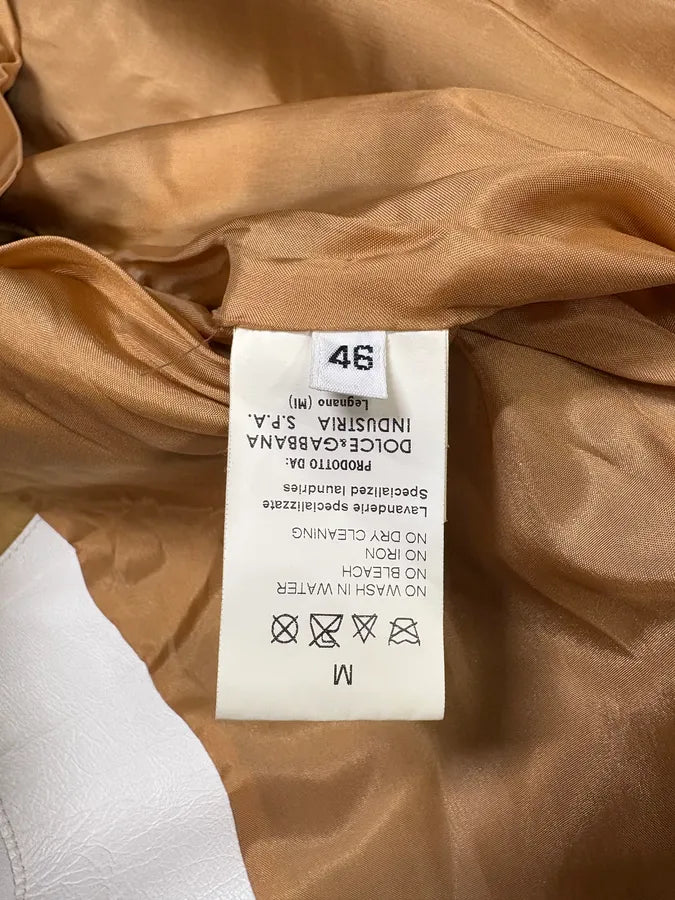 46
M
NO WASH IN WATER
NO BLEACH
NO IRON
NO DRY CLEANING
Lavanderie specializzate
Specialized laundries
PRODOTTO DA:
DOLCE&GABBANA
INDUSTRIA S.P.A.
Legnano (Mi)